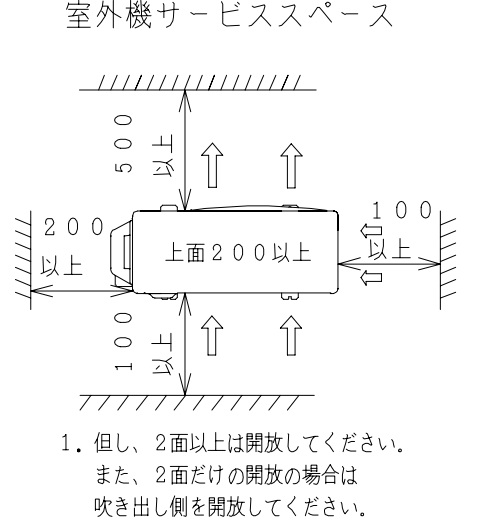 室外機サービススペース
500
以上
200
以上
上面200以上
100
以上
100
以上
1. 但し、2面以上は開放してください。
また、2面だけの開放の場合は
吹き出し側を開放してください。